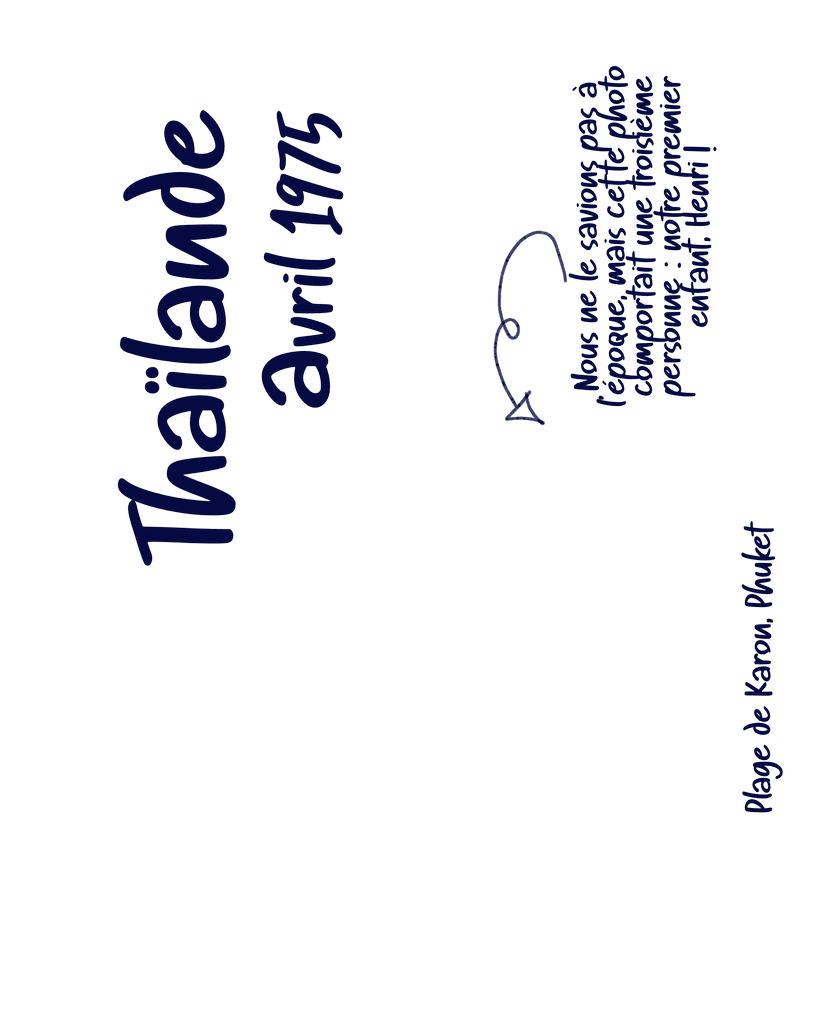 Thaïlande
avril 1975
Nous ne le savions pas à
l'époque, mais cette photo
comportait une troisième
personne : notre premier
enfant, Henri !
Plage de Karon, Phuket